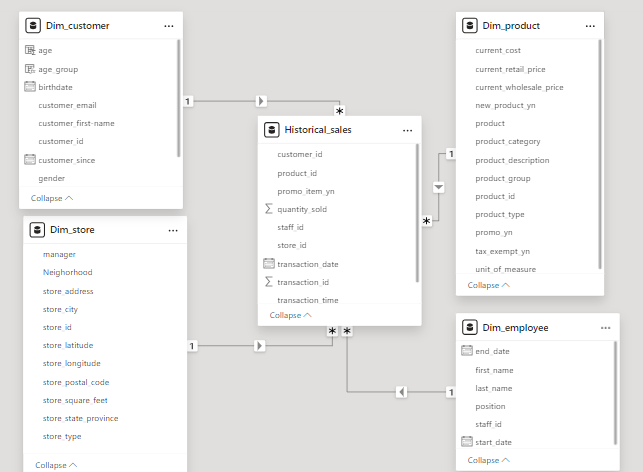 Dim_customer
age
age_group
birthdate
customer_email
customer_first-name
customer_id
customer_since
gender
Collapse
1
*
Historical_sales
customer_id
product_id
promo_item_yn
quantity_sold
staff_id
store_id
transaction_date
transaction_id
transaction_time
Collapse
*
*
*
Dim_product
current_cost
current_retail_price
current_wholesale_price
new_product_yn
product
product_category
product_description
product_group
product_id
product_type
promo_yn
tax_exempt_yn
unit_of_measure
Collapse
1
Dim_store
manager
Neighorhood
store_address
store_city
store_id
store_latitude
store_longitude
store_postal_code
store_square_feet
store_state_province
store_type
Collapse
1
Dim_employee
end_date
first_name
last_name
position
staff_id
start_date
Collapse
1